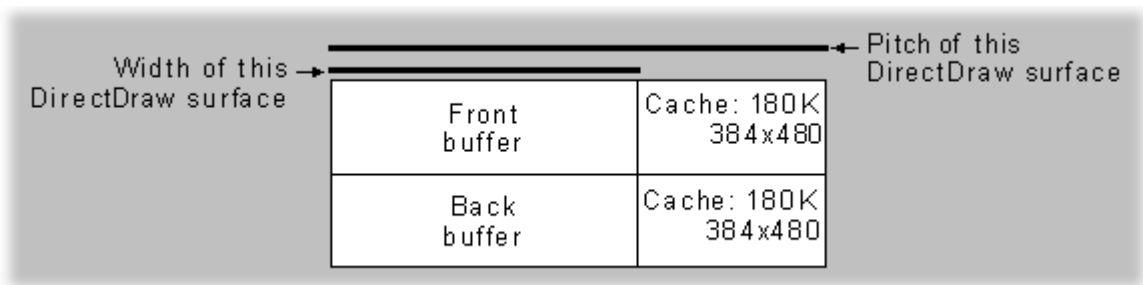 Pitch of this
DirectDraw surface
Width of this
DirectDraw surface
Front
buffer
Cache: 180K
384x480
Back
buffer
Cache: 180K
384x480